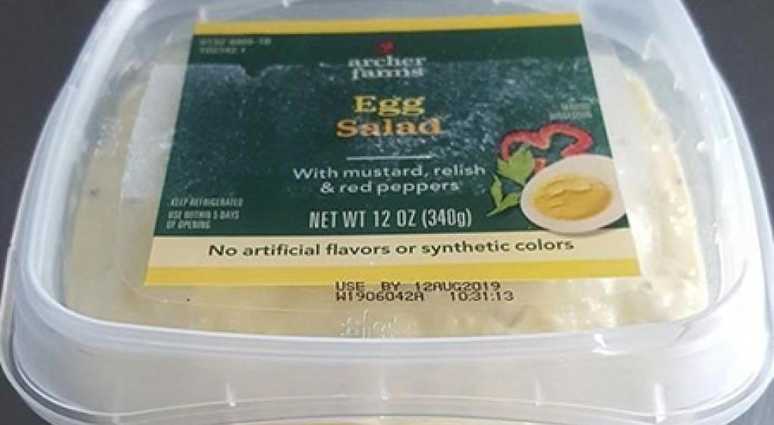 archer
farms
Egg
Salad
With mustard, relish
& red peppers
KEEP REFRIGERATED
USE WITHIN 5 DAYS
OF OPENING
NET WT 12 OZ (340g)
No artificial flavors or synthetic colors
USE BY 12AUG2019
W1906042A 10:31:13